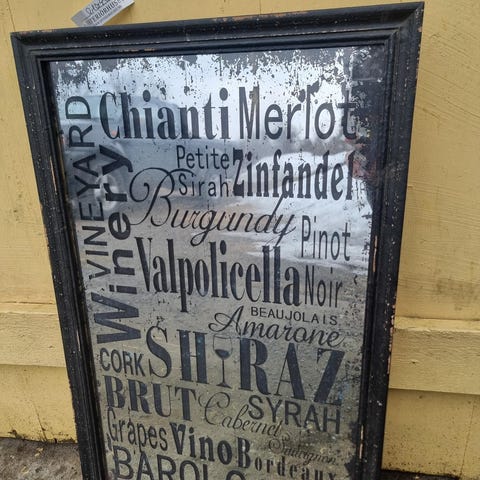 VINEYARD
Winery
Chianti Merlot
Petite
Sirah Zinfandel
Burgundy
Pinot
Valpolicella Noir
BEAUJOLAIS
Amarone
CORK SHIRAZ
BRUT Cabernet SYRAH
Sauvignon
Grapes Vino Bordeaux
BAROLO